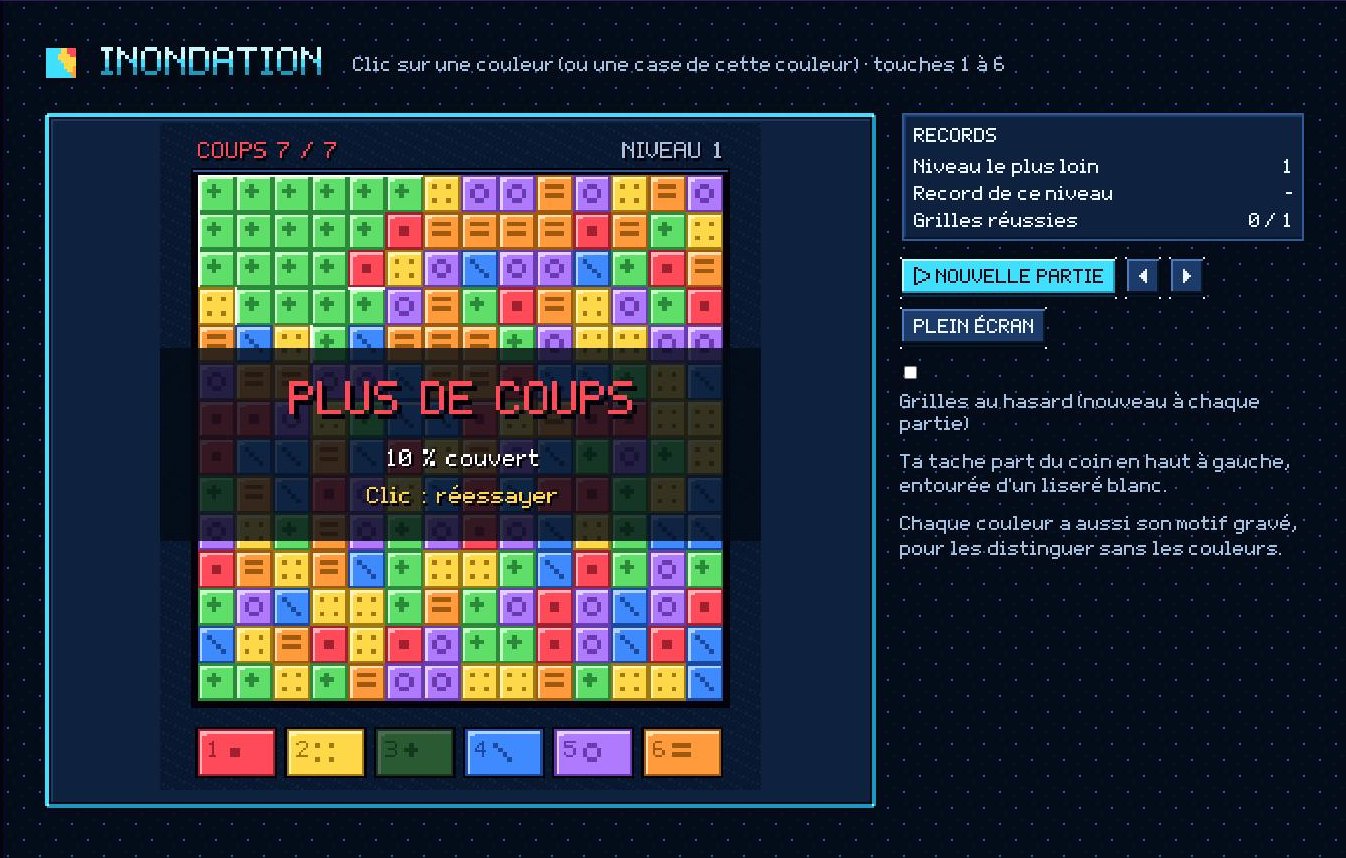 INONDATION
Clic sur une couleur (ou une case de cette couleur) · touches 1 à 6
COUPS 7 / 7
NIVEAU 1
PLUS DE COUPS
10 % couvert
Clic : réessayer
1
2
3
4
5
6
RECORDS
Niveau le plus loin 1
Record de ce niveau -
Grilles réussies 0 / 1
NOUVELLE PARTIE
PLEIN ÉCRAN
Grilles au hasard (nouveau à chaque
partie)
Ta tache part du coin en haut à gauche,
entourée d'un liseré blanc.
Chaque couleur a aussi son motif gravé,
pour les distinguer sans les couleurs.